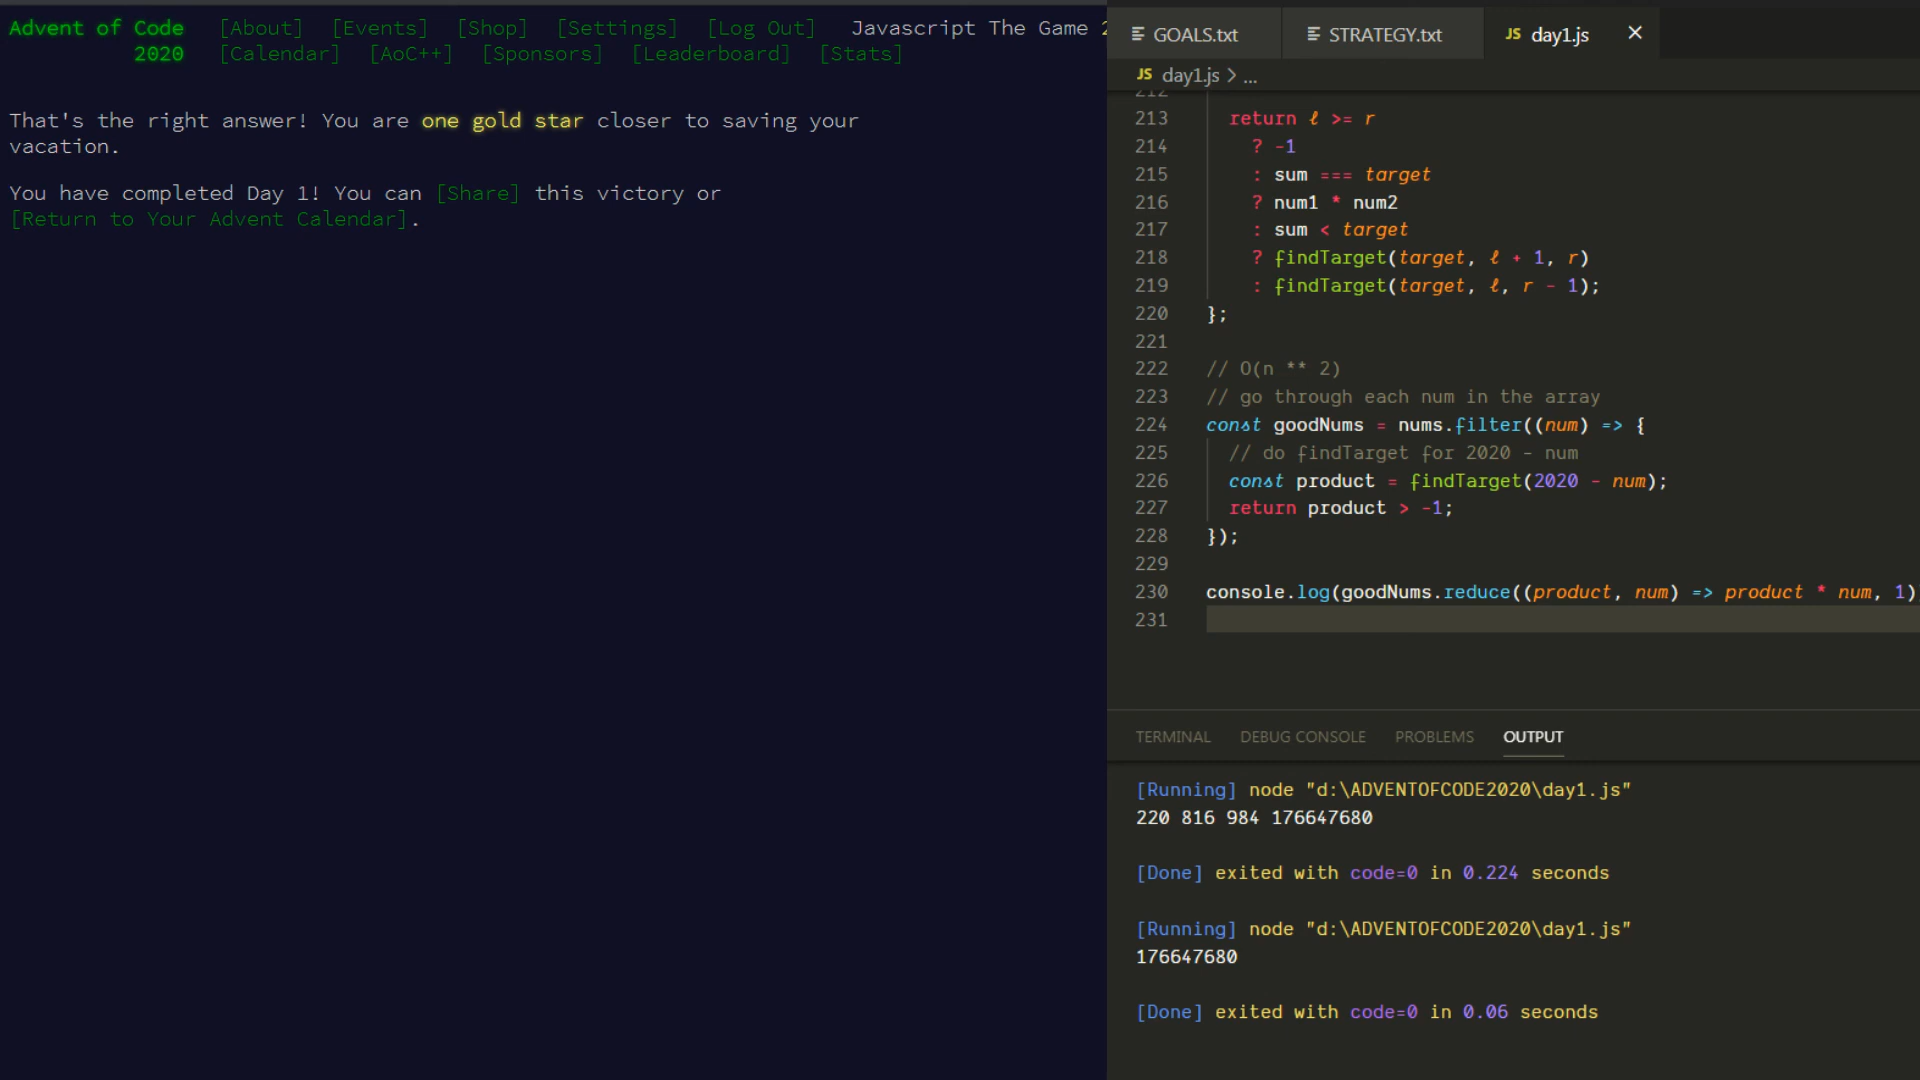 Advent of Code [About] [Events] [Shop] [Settings] [Log Out] Javascript The Game
2020 [Calendar] [AoC++] [Sponsors] [Leaderboard] [Stats]
That's the right answer! You are one gold star closer to saving your
vacation.
You have completed Day 1! You can [Share] this victory or
[Return to Your Advent Calendar].
GOALS.txt STRATEGY.txt JS day1.js ✕
JS day1.js > ...
212
213 return l >= r
214 ? -1
215 : sum === target
216 ? num1 * num2
217 : sum < target
218 ? findTarget(target, l + 1, r)
219 : findTarget(target, l, r - 1);
220 };
221
222 // O(n ** 2)
223 // go through each num in the array
224 const goodNums = nums.filter((num) => {
225 // do findTarget for 2020 - num
226 const product = findTarget(2020 - num);
227 return product > -1;
228 });
229
230 console.log(goodNums.reduce((product, num) => product * num, 1)
231
TERMINAL DEBUG CONSOLE PROBLEMS OUTPUT
[Running] node "d:\ADVENTOFCODE2020\day1.js"
220 816 984 176647680
[Done] exited with code=0 in 0.224 seconds
[Running] node "d:\ADVENTOFCODE2020\day1.js"
176647680
[Done] exited with code=0 in 0.06 seconds